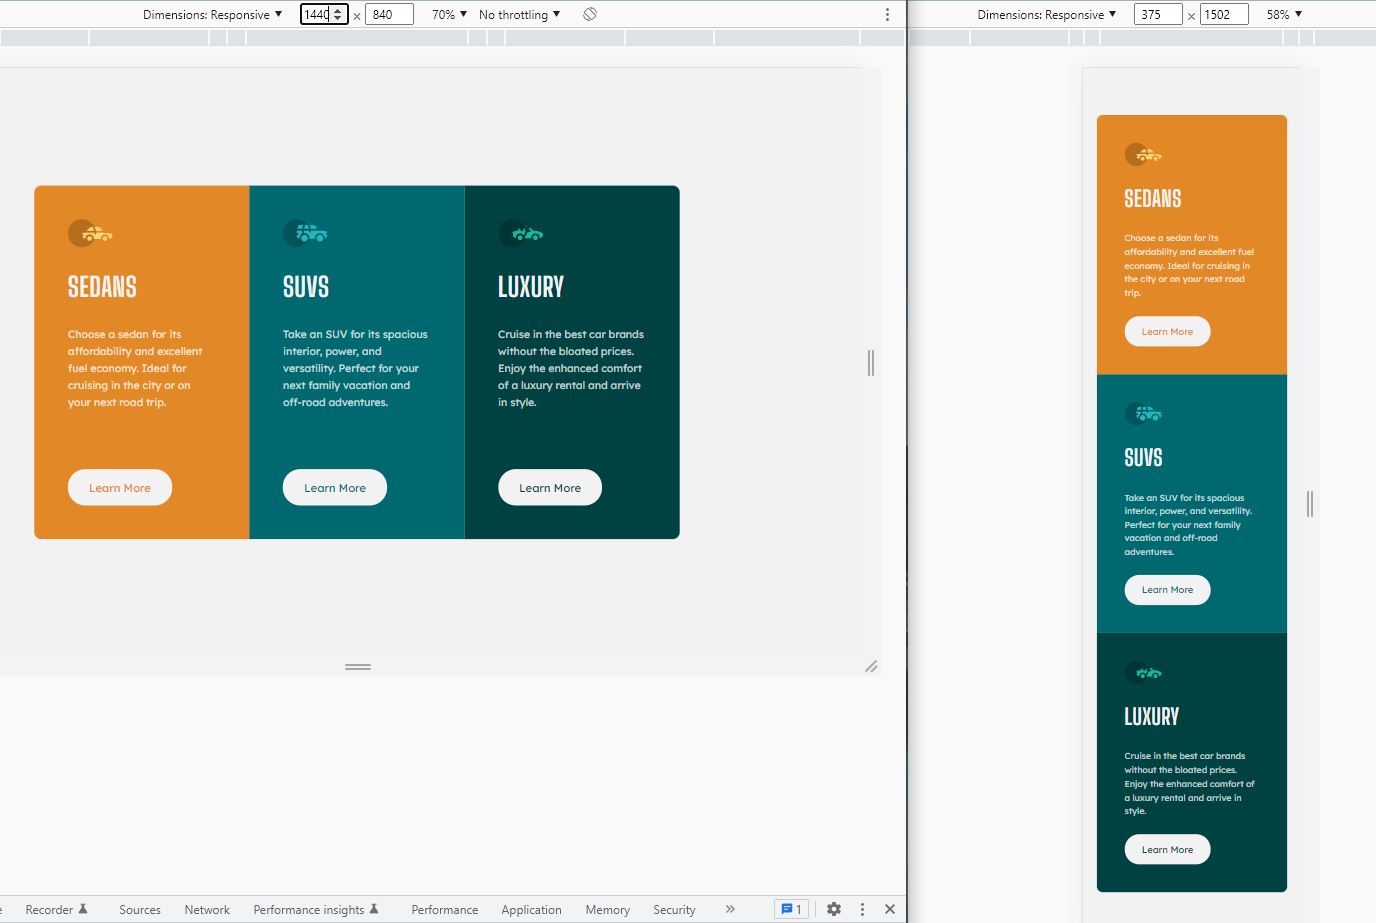 Dimensions: Responsive ▼ 1440 × 840 70% ▼ No throttling ▼
SEDANS
Choose a sedan for its
affordability and excellent
fuel economy. Ideal for
cruising in the city or on
your next road trip.
Learn More
SUVS
Take an SUV for its spacious
interior, power, and
versatility. Perfect for your
next family vacation and
off-road adventures.
Learn More
LUXURY
Cruise in the best car brands
without the bloated prices.
Enjoy the enhanced comfort
of a luxury rental and arrive
in style.
Learn More
Recorder Sources Network Performance insights Performance Application Memory Security » 1
Dimensions: Responsive ▼ 375 × 1502 58% ▼
SEDANS
Choose a sedan for its
affordability and excellent fuel
economy. Ideal for cruising in
the city or on your next road
trip.
Learn More
SUVS
Take an SUV for its spacious
interior, power, and versatility.
Perfect for your next family
vacation and off-road
adventures.
Learn More
LUXURY
Cruise in the best car brands
without the bloated prices.
Enjoy the enhanced comfort of
a luxury rental and arrive in
style.
Learn More